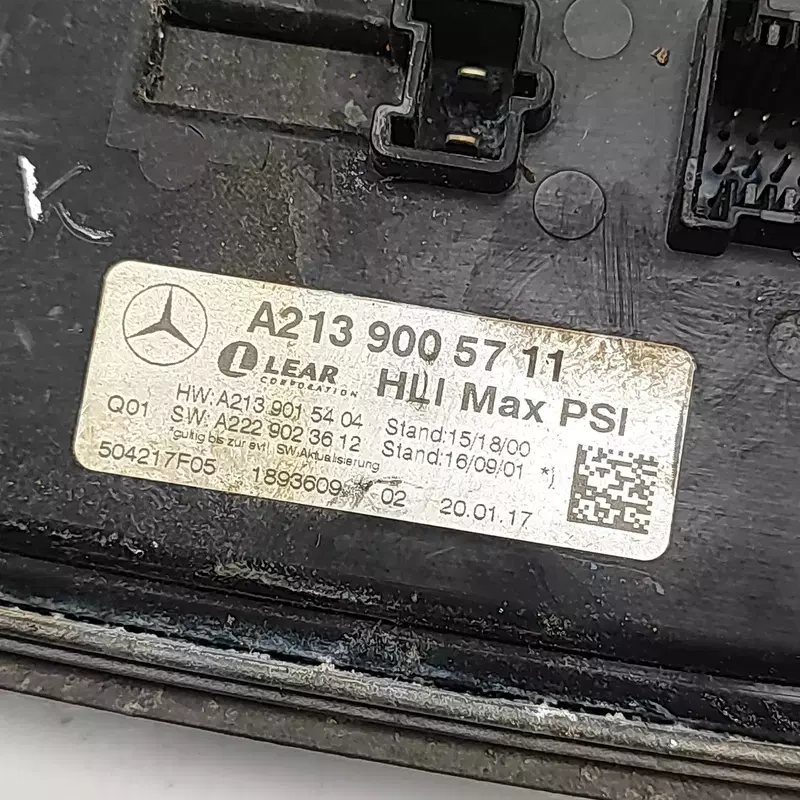 K
A213 900 57 11
LEAR HLI Max PSI
CORPORATION
HW: A213 901 54 04 Stand:15/18/00
Q01 SW: A222 902 36 12 Stand:16/09/01 *)
*gültig bis zur evtl. SW.Aktualisierung
504217F05 1893609 02 20.01.17